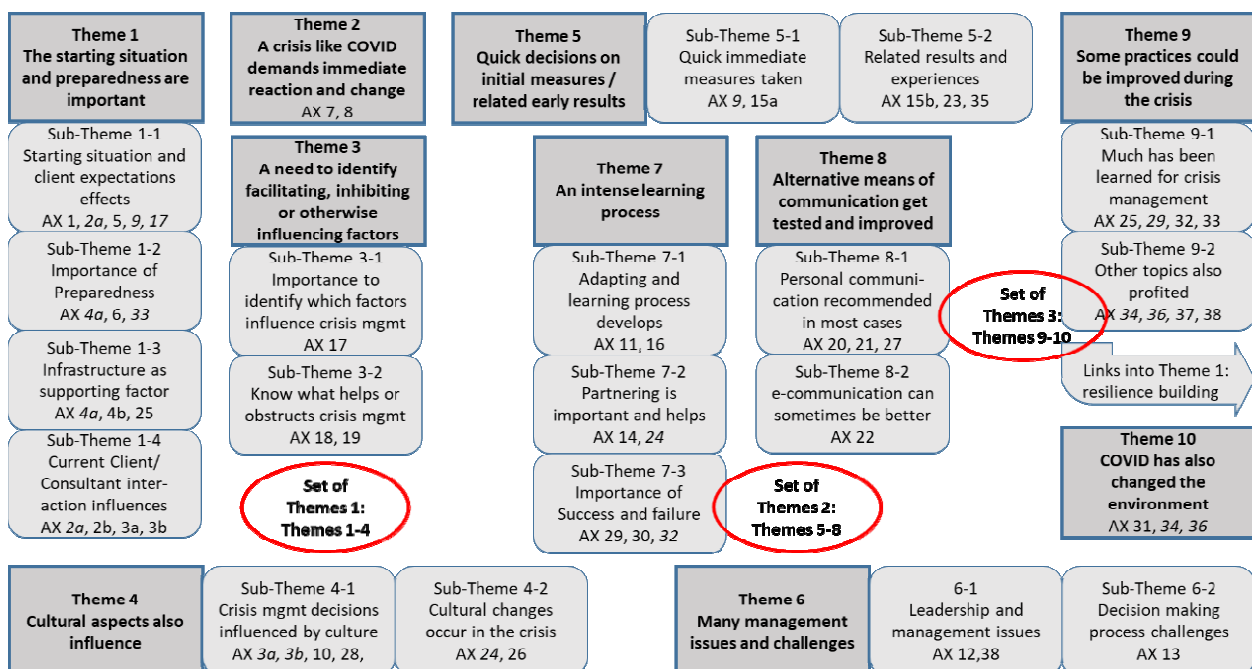 Theme 1
The starting situation
and preparedness are
important
Sub-Theme 1-1
Starting situation and
client expectations
effects
AX 1, 2a, 5, 9, 17
Sub-Theme 1-2
Importance of
Preparedness
AX 4a, 6, 33
Sub-Theme 1-3
Infrastructure as
supporting factor
AX 4a, 4b, 25
Sub-Theme 1-4
Current Client/
Consultant inter-
action influences
AX 2a, 2b, 3a, 3b
Theme 2
A crisis like COVID
demands immediate
reaction and change
AX 7, 8
Theme 3
A need to identify
facilitating, inhibiting
or otherwise
influencing factors
Sub-Theme 3-1
Importance to
identify which factors
influence crisis mgmt
AX 17
Sub-Theme 3-2
Know what helps or
obstructs crisis mgmt
AX 18, 19
Set of
Themes 1:
Themes 1-4
Theme 4
Cultural aspects also
influence
Sub-Theme 4-1
Crisis mgmt decisions
influenced by culture
AX 3a, 3b, 10, 28,
Sub-Theme 4-2
Cultural changes
occur in the crisis
AX 24, 26
Theme 5
Quick decisions on
initial measures /
related early results
Sub-Theme 5-1
Quick immediate
measures taken
AX 9, 15a
Sub-Theme 5-2
Related results and
experiences
AX 15b, 23, 35
Theme 7
An intense learning
process
Sub-Theme 7-1
Adapting and
learning process
develops
AX 11, 16
Sub-Theme 7-2
Partnering is
important and helps
AX 14, 24
Sub-Theme 7-3
Importance of
Success and failure
AX 29, 30, 32
Theme 8
Alternative means of
communication get
tested and improved
Sub-Theme 8-1
Personal communi-
cation recommended
in most cases
AX 20, 21, 27
Sub-Theme 8-2
e-communication can
sometimes be better
AX 22
Set of
Themes 2:
Themes 5-8
Theme 6
Many management
issues and challenges
6-1
Leadership and
management issues
AX 12,38
Sub-Theme 6-2
Decision making
process challenges
AX 13
Theme 9
Some practices could
be improved during
the crisis
Sub-Theme 9-1
Much has been
learned for crisis
management
AX 25, 29, 32, 33
Sub-Theme 9-2
Other topics also
profited
AX 34, 36, 37, 38
Set of
Themes 3:
Themes 9-10
Links into Theme 1:
resilience building
Theme 10
COVID has also
changed the
environment
AX 31, 34, 36